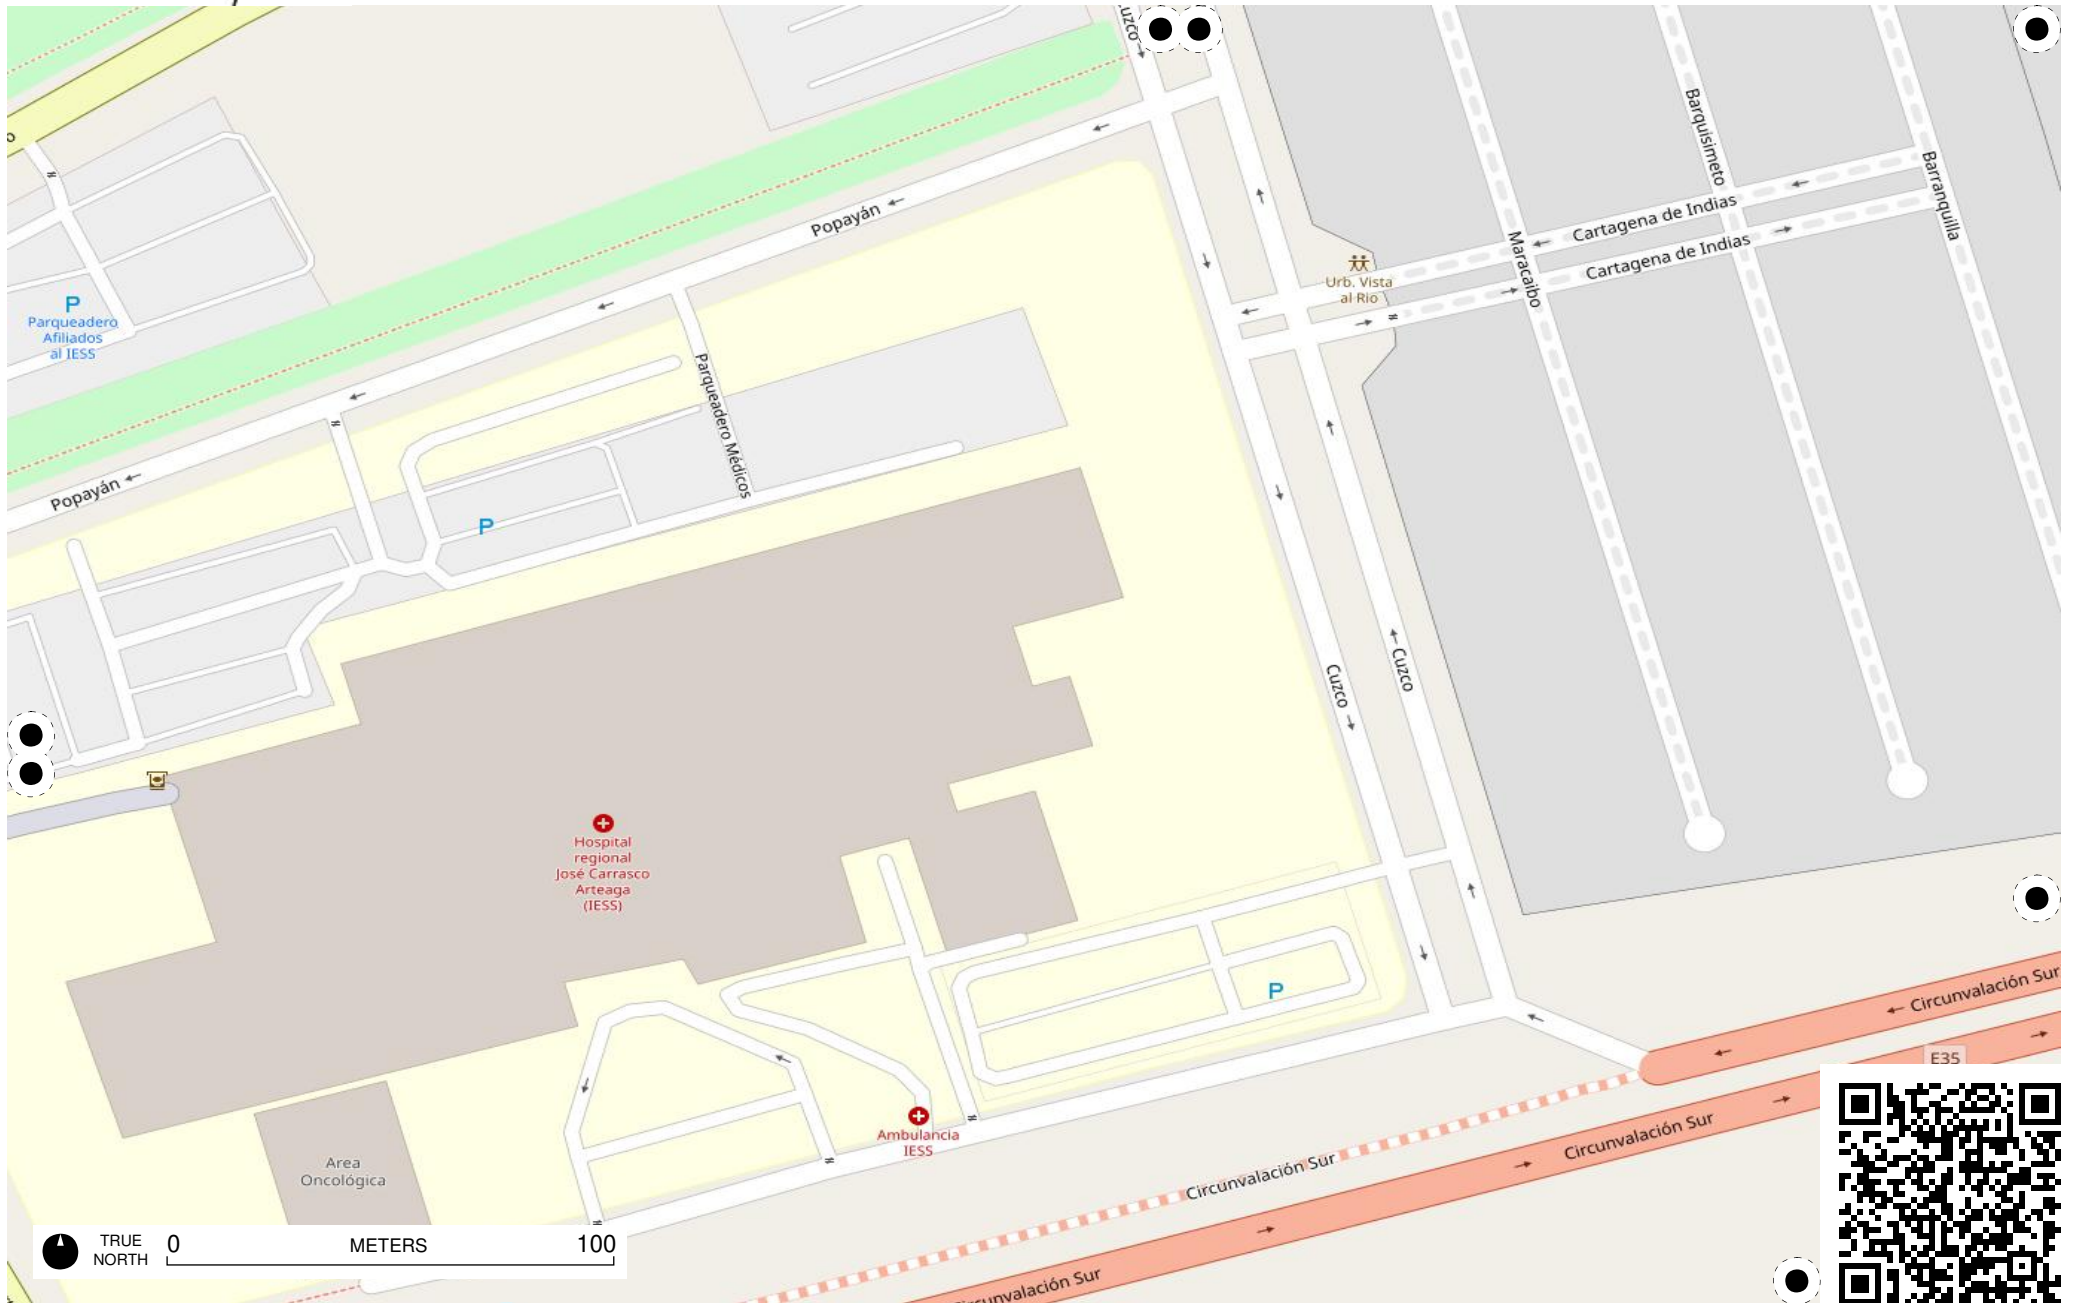 uzco
Barquisimeto
Barranquilla
Cartagena de Indias
Popayán
Cartagena de Indias
Maracaibo
Urb. Vista
al Rio
P
Parqueadero
Afiliados
al IESS
Parqueadero Médicos
Popayán
P
Cuzco
Cuzco
Hospital
regional
José Carrasco
Arteaga
(IESS)
P
Circunvalación Sur
E35
Ambulancia
IESS
Circunvalación Sur
Area
Oncológica
Circunvalación Sur
TRUE
NORTH
0 METERS 100
cunvalación Sur